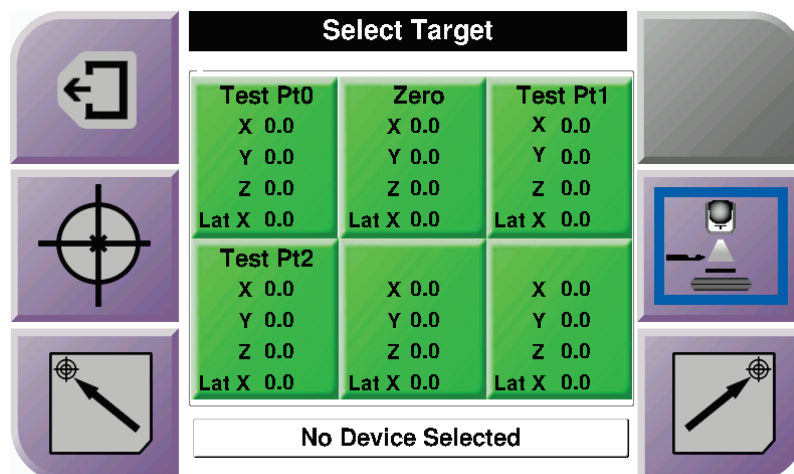 Select Target
Test Pt0 Zero Test Pt1
X 0.0 X 0.0 X 0.0
Y 0.0 Y 0.0 Y 0.0
Z 0.0 Z 0.0 Z 0.0
Lat X 0.0 Lat X 0.0 Lat X 0.0
Test Pt2
X 0.0 X 0.0 X 0.0
Y 0.0 Y 0.0 Y 0.0
Z 0.0 Z 0.0 Z 0.0
Lat X 0.0 Lat X 0.0 Lat X 0.0
No Device Selected